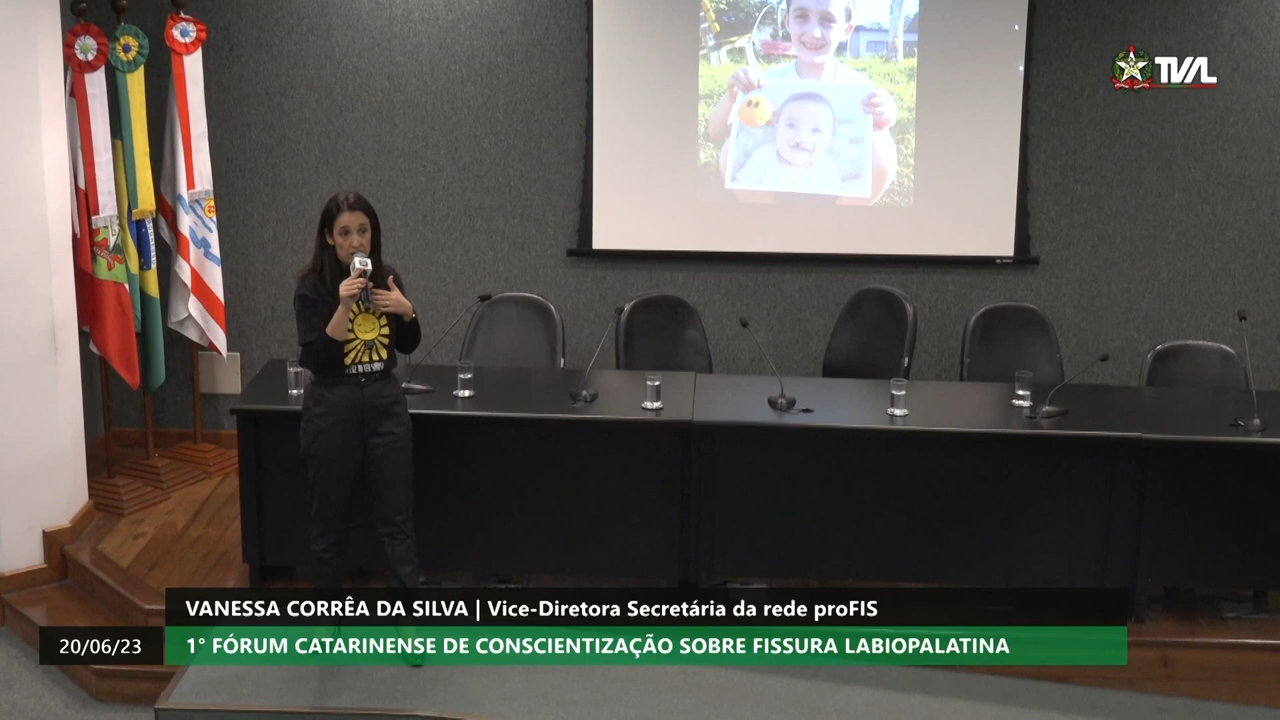 TVAL
VANESSA CORRÊA DA SILVA | Vice-Diretora Secretária da rede proFIS
20/06/23
1° FÓRUM CATARINENSE DE CONSCIENTIZAÇÃO SOBRE FISSURA LABIOPALATINA